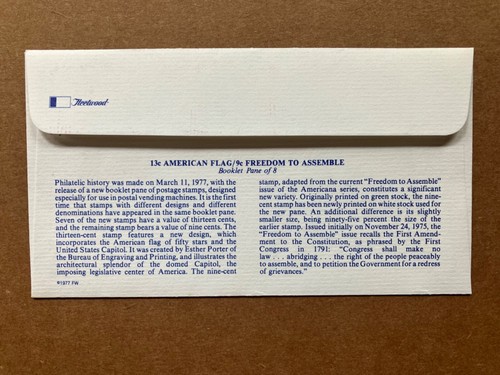 Fleetwood
13¢ AMERICAN FLAG/9¢ FREEDOM TO ASSEMBLE
Booklet Pane of 8
Philatelic history was made on March 11, 1977, with the
release of a new booklet pane of postage stamps, designed
especially for use in postal vending machines. It is the first
time that stamps with different designs and different
denominations have appeared in the same booklet pane.
Seven of the new stamps have a value of thirteen cents,
and the remaining stamp bears a value of nine cents. The
thirteen-cent stamp features a new design, which
incorporates the American flag of fifty stars and the
United States Capitol. It was created by Esther Porter of
the Bureau of Engraving and Printing, and illustrates the
architectural splendor of the domed Capitol, the
imposing legislative center of America. The nine-cent
stamp, adapted from the current "Freedom to Assemble"
issue of the Americana series, constitutes a significant
new variety. Originally printed on green stock, the nine-
cent stamp has been newly printed on white stock used for
the new pane. An additional difference is its slightly
smaller size, being ninety-five percent of the size of the
earlier stamp. Issued initially on November 24, 1975, the
"Freedom to Assemble" issue recalls the First Amend-
ment to the Constitution, as phrased by the First
Congress in 1791: "Congress shall make no
law . . . abridging . . . the right of the people peaceably
to assemble, and to petition the Government for a redress
of grievances."
©1977 FW